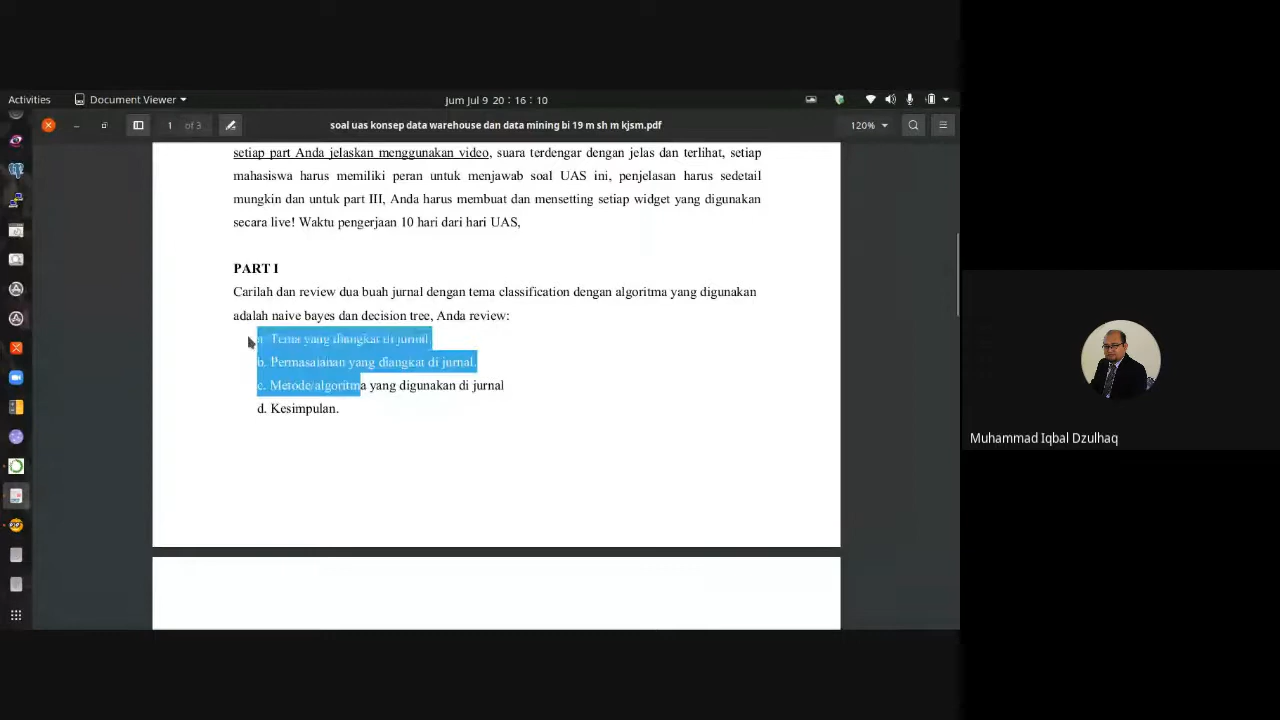 Activities
Document Viewer
Jum Jul 9 20 : 16 : 10
1 of 3
soal uas konsep data warehouse dan data mining bi 19 m sh m kjsm.pdf
120%
setiap part Anda jelaskan menggunakan video, suara terdengar dengan jelas dan terlihat, setiap
mahasiswa harus memiliki peran untuk menjawab soal UAS ini, penjelasan harus sedetail
mungkin dan untuk part III, Anda harus membuat dan mensetting setiap widget yang digunakan
secara live! Waktu pengerjaan 10 hari dari hari UAS,
PART I
Carilah dan review dua buah jurnal dengan tema classification dengan algoritma yang digunakan
adalah naive bayes dan decision tree, Anda review:
a. Tema yang diangkat di jurnal.
b. Permasalahan yang diangkat di jurnal.
c. Metode/algoritma yang digunakan di jurnal
d. Kesimpulan.
Muhammad Iqbal Dzulhaq